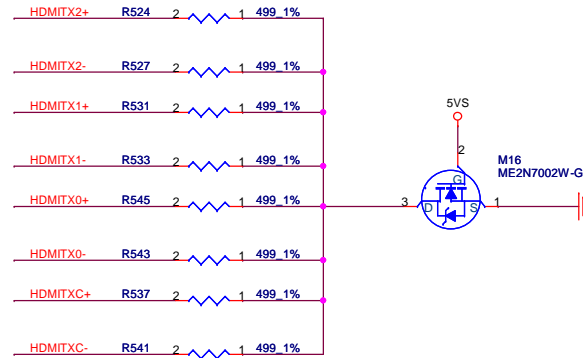 HDMITX2+ R524 2 1 499_1%
HDMITX2- R527 2 1 499_1%
HDMITX1+ R531 2 1 499_1%
5VS
2
M16
ME2N7002W-G
HDMITX1- R533 2 1 499_1%
G
HDMITX0+ R545 2 1 499_1% 3 D S 1
HDMITX0- R543 2 1 499_1%
HDMITXC+ R537 2 1 499_1%
HDMITXC- R541 2 1 499_1%